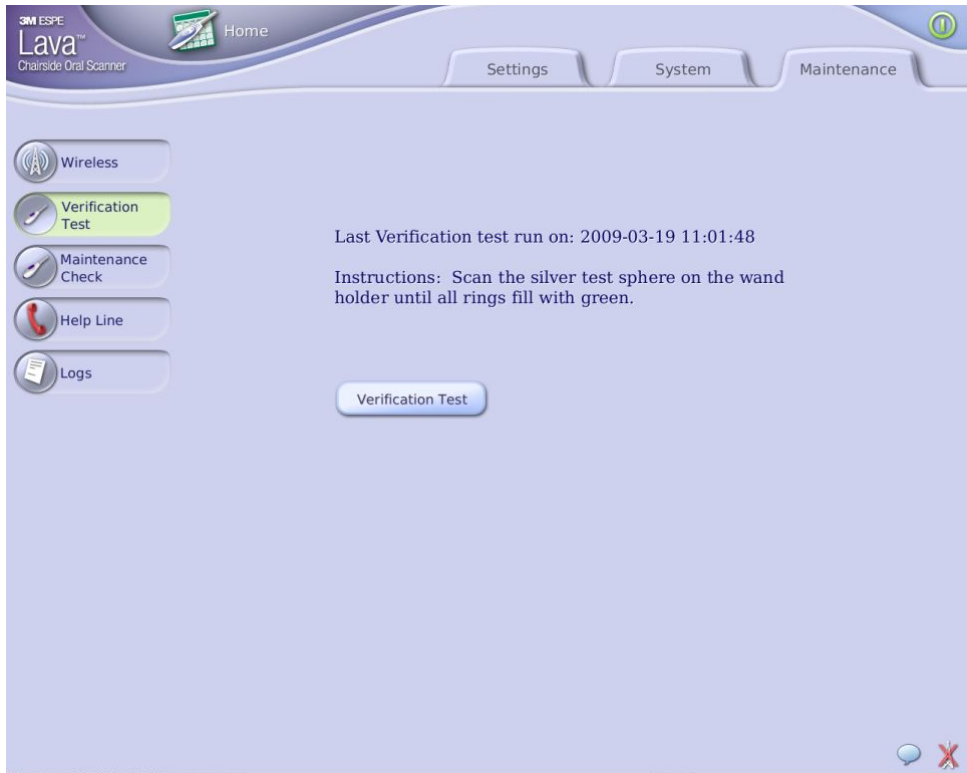 3M ESPE
Lava™
Chairside Oral Scanner
Home
Settings
System
Maintenance
Wireless
Verification
Test
Maintenance
Check
Help Line
Logs
Last Verification test run on: 2009-03-19 11:01:48
Instructions:  Scan the silver test sphere on the wand
holder until all rings fill with green.
Verification Test